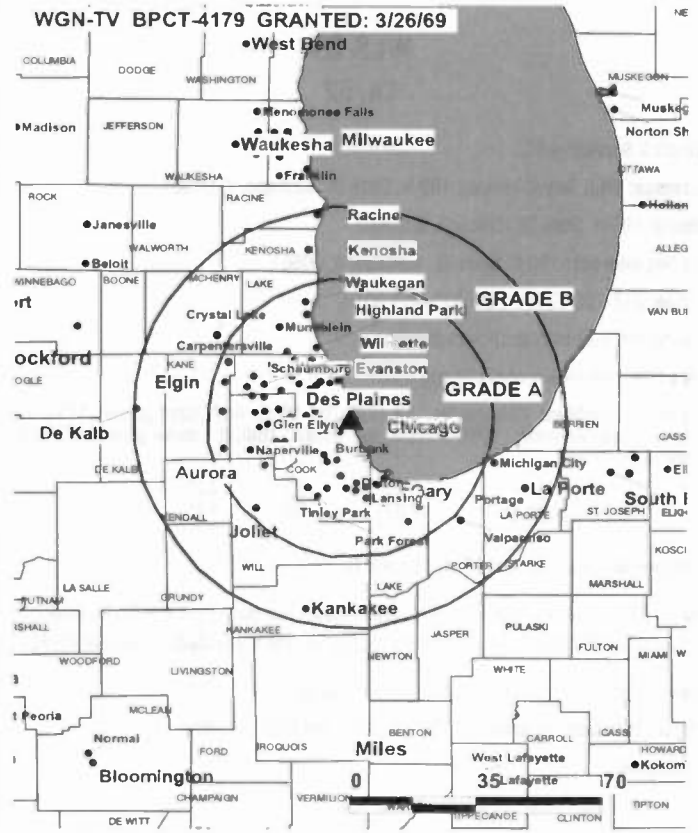 WGN-TV BPCT-4179 GRANTED: 3/26/69
West Bend
COLUMBIA
DODGE
WASHINGTON
MUSKEGON
Menomonee Falls
Madison
JEFFERSON
Norton Sh
Waukesha
Milwaukee
WAUKESHA
Franklin
OTTAWA
ROCK
RACINE
Racine
Janesville
WALWORTH
KENOSHA
Kenosha
ALLEG
Beloit
WINNEBAGO
BOONE
MCHENRY
LAKE
Waukegan
GRADE B
Crystal Lake
Mundelein
Highland Park
VAN BU
Carpentersville
ockford
KANE
Schaumburg
Evanston
OGLE
Elgin
GRADE A
Des Plaines
De Kalb
Glen Ellyn
Chicago
BERRIEN
CASS
Naperville
Burbank
DE KALB
COOK
Michigan City
Aurora
Lansing
La Porte
South
Tinley Park
Portage
LA PORTE
ST JOSEPH
ELKH
KENDALL
Joliet
Park Forest
Valparaiso
KOSCI
WILL
PORTER
STARKE
LA SALLE
LAKE
MARSHALL
PUTNAM
GRUNDY
Kankakee
KANKAKEE
JASPER
PULASKI
FULTON
MIAMI
WOODFORD
LIVINGSTON
NEWTON
WHITE
MCLEAN
Peoria
Normal
FORD
IROQUOIS
Miles
BENTON
CARROLL
CASS
HOWARD
West Lafayette
Kokom
Bloomington
0 35 70
Lafayette
CHAMPAIGN
VERMILION
TIPPECANOE
CLINTON
TIPTON
DE WITT